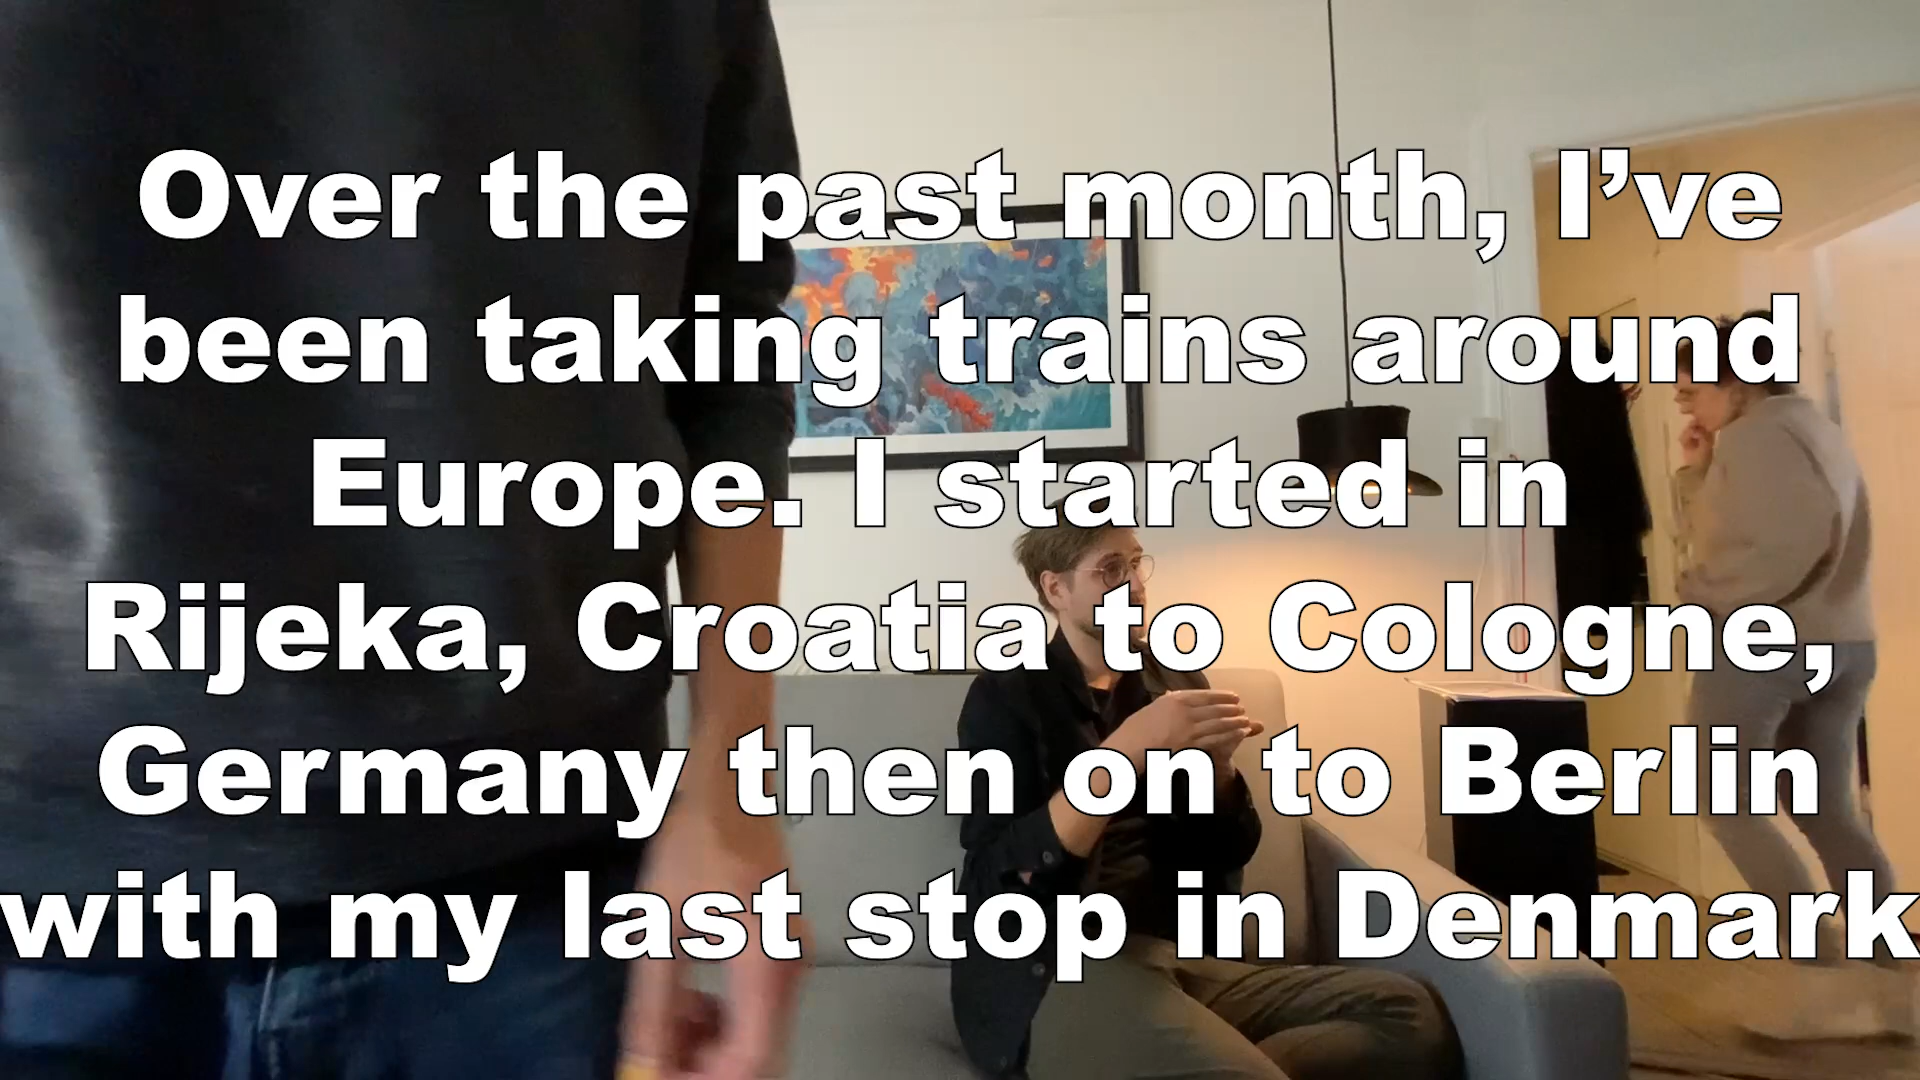 Over the past month, I’ve
been taking trains around
Europe. I started in
Rijeka, Croatia to Cologne,
Germany then on to Berlin
with my last stop in Denmark